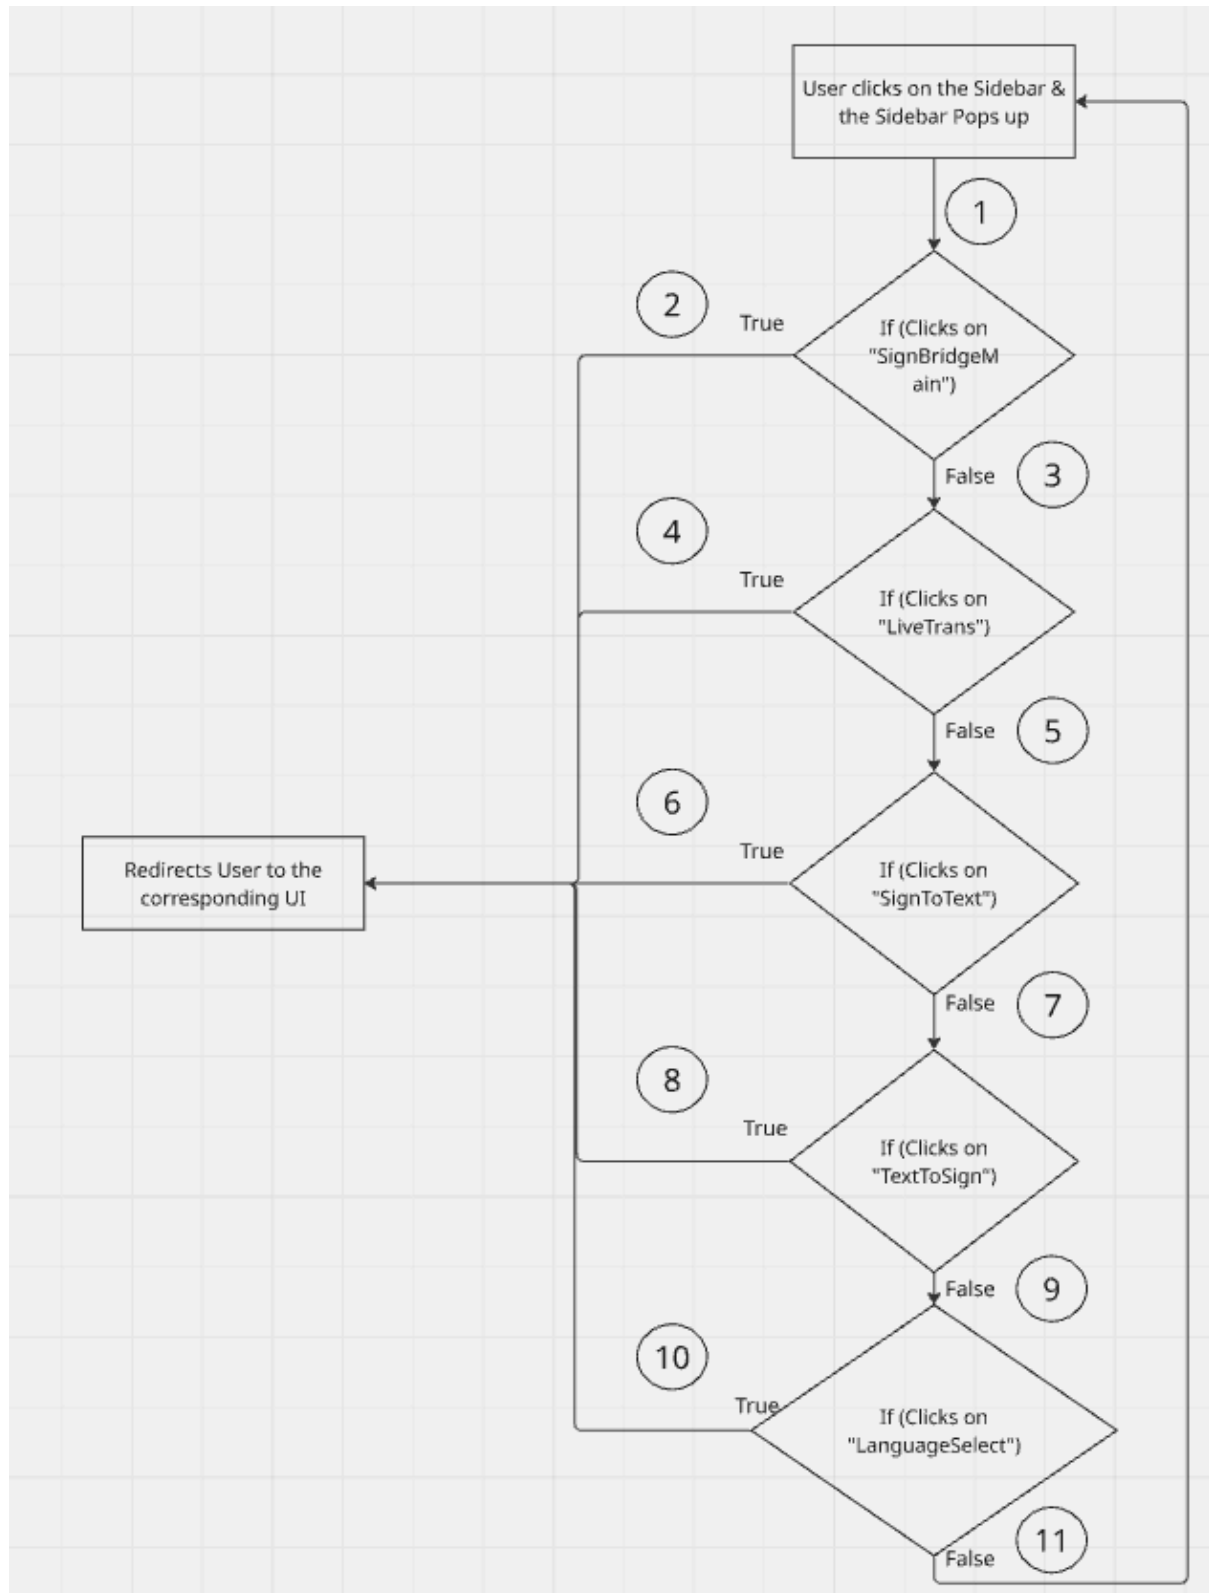 User clicks on the Sidebar &
the Sidebar Pops up
1
2
True
If (Clicks on
"SignBridgeM
ain")
False
3
4
True
If (Clicks on
"LiveTrans")
False
5
6
True
If (Clicks on
"SignToText")
Redirects User to the
corresponding UI
False
7
8
True
If (Clicks on
"TextToSign")
False
9
10
True
If (Clicks on
"LanguageSelect")
False
11